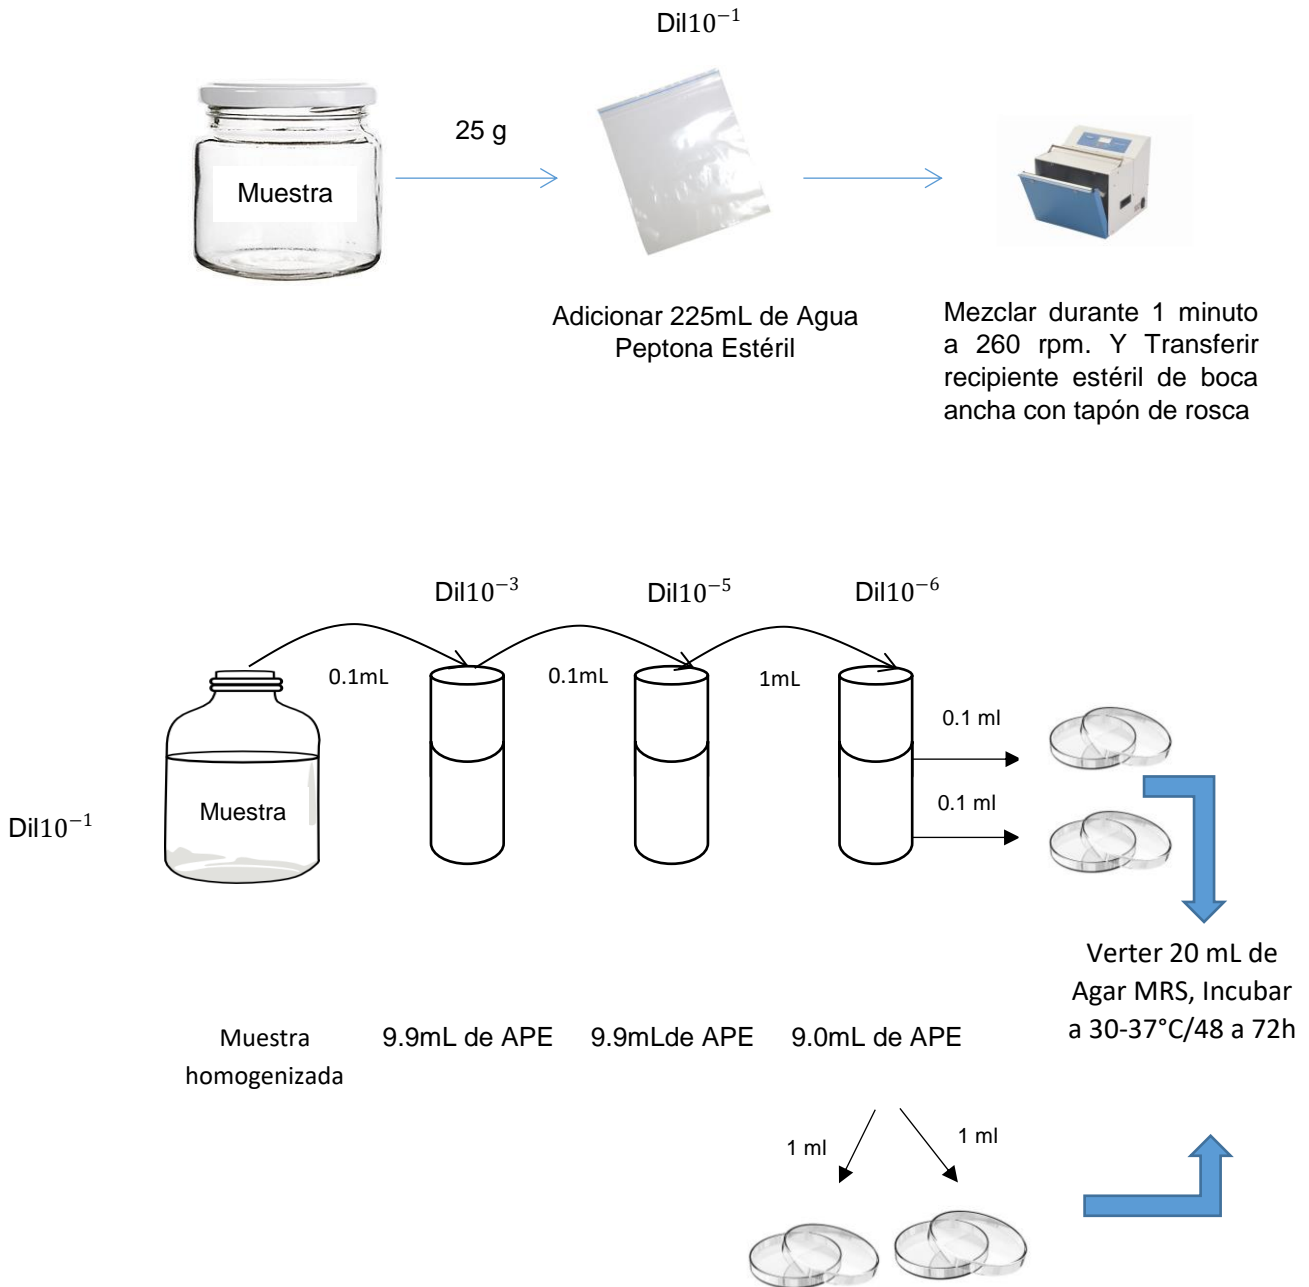 Dil10⁻¹
25 g
Muestra
Adicionar 225mL de Agua
Peptona Estéril
Mezclar durante 1 minuto
a 260 rpm. Y Transferir
recipiente estéril de boca
ancha con tapón de rosca
Dil10⁻³
Dil10⁻⁵
Dil10⁻⁶
0.1mL
0.1mL
1mL
0.1 ml
0.1 ml
Muestra
Dil10⁻¹
Verter 20 mL de
Agar MRS, Incubar
a 30-37°C/48 a 72h
Muestra
homogenizada
9.9mL de APE
9.9mLde APE
9.0mL de APE
1 ml
1 ml